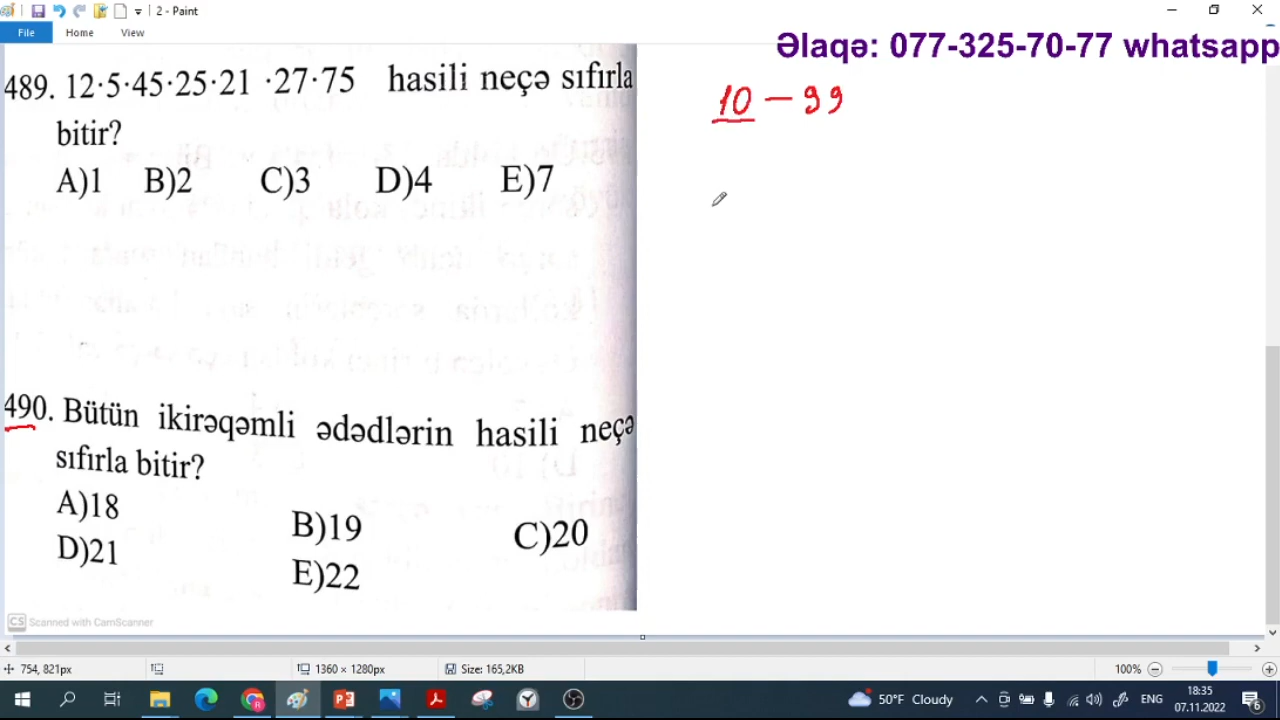 2 - Paint
File Home View
Əlaqə: 077-325-70-77 whatsapp
489. 12·5·45·25·21 ·27·75 hasili neçə sıfırla
bitir?
A)1 B)2 C)3 D)4 E)7
10 — 99
490. Bütün ikirəqəmli ədədlərin hasili neçə
sıfırla bitir?
A)18 B)19 C)20
D)21 E)22
CS Scanned with CamScanner
754, 821px 1360 × 1280px Size: 165,2KB 100%
50°F Cloudy ENG 18:35
07.11.2022 6